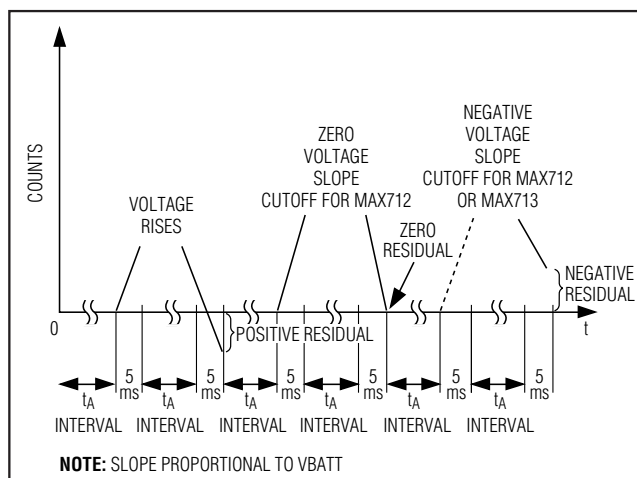 COUNTS
VOLTAGE
RISES
ZERO
VOLTAGE
SLOPE
CUTOFF FOR MAX712
NEGATIVE
VOLTAGE
SLOPE
CUTOFF FOR MAX712
OR MAX713
ZERO
RESIDUAL
NEGATIVE
RESIDUAL
POSITIVE RESIDUAL
0
t
5
ms
5
ms
5
ms
5
ms
5
ms
5
ms
tA
INTERVAL
tA
INTERVAL
tA
INTERVAL
tA
INTERVAL
tA
INTERVAL
tA
INTERVAL
NOTE: SLOPE PROPORTIONAL TO VBATT